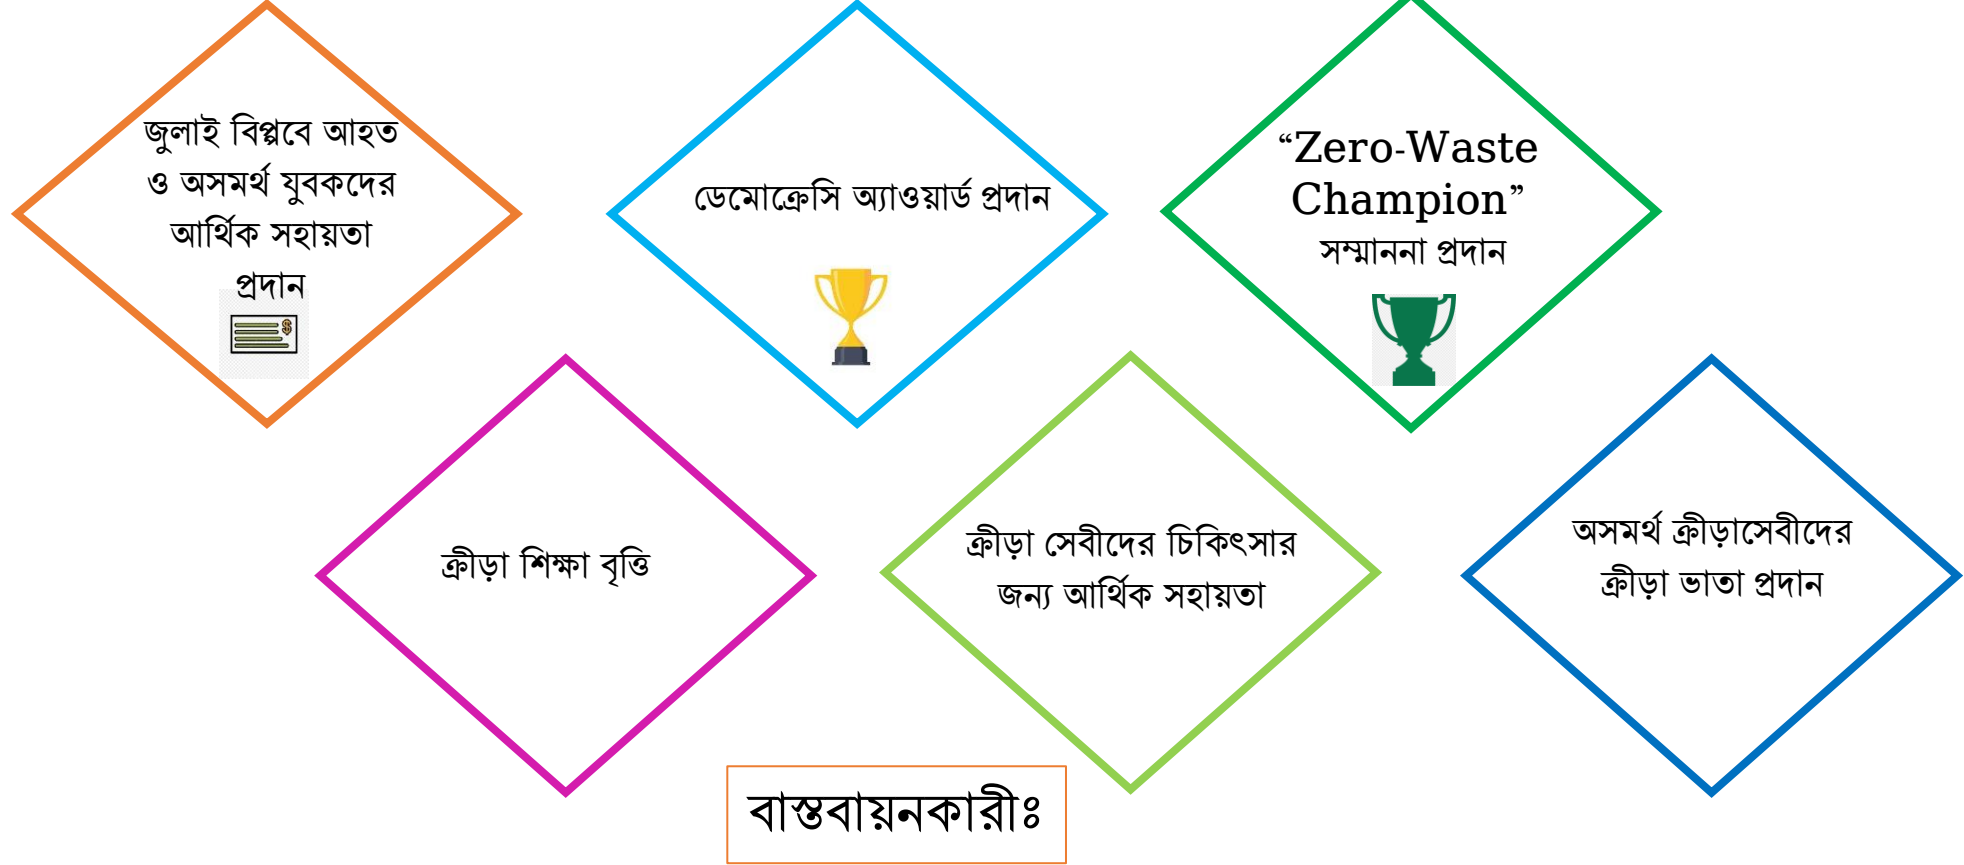 জুলাই বিপ্লবে আহত
ও অসমর্থ যুবকদের
আর্থিক সহায়তা
প্রদান
ডেমোক্রেসি অ্যাওয়ার্ড প্রদান
“Zero-Waste
Champion”
সম্মাননা প্রদান
ক্রীড়া শিক্ষা বৃত্তি
ক্রীড়া সেবীদের চিকিৎসার
জন্য আর্থিক সহায়তা
অসমর্থ ক্রীড়াসেবীদের
ক্রীড়া ভাতা প্রদান
বাস্তবায়নকারীঃ